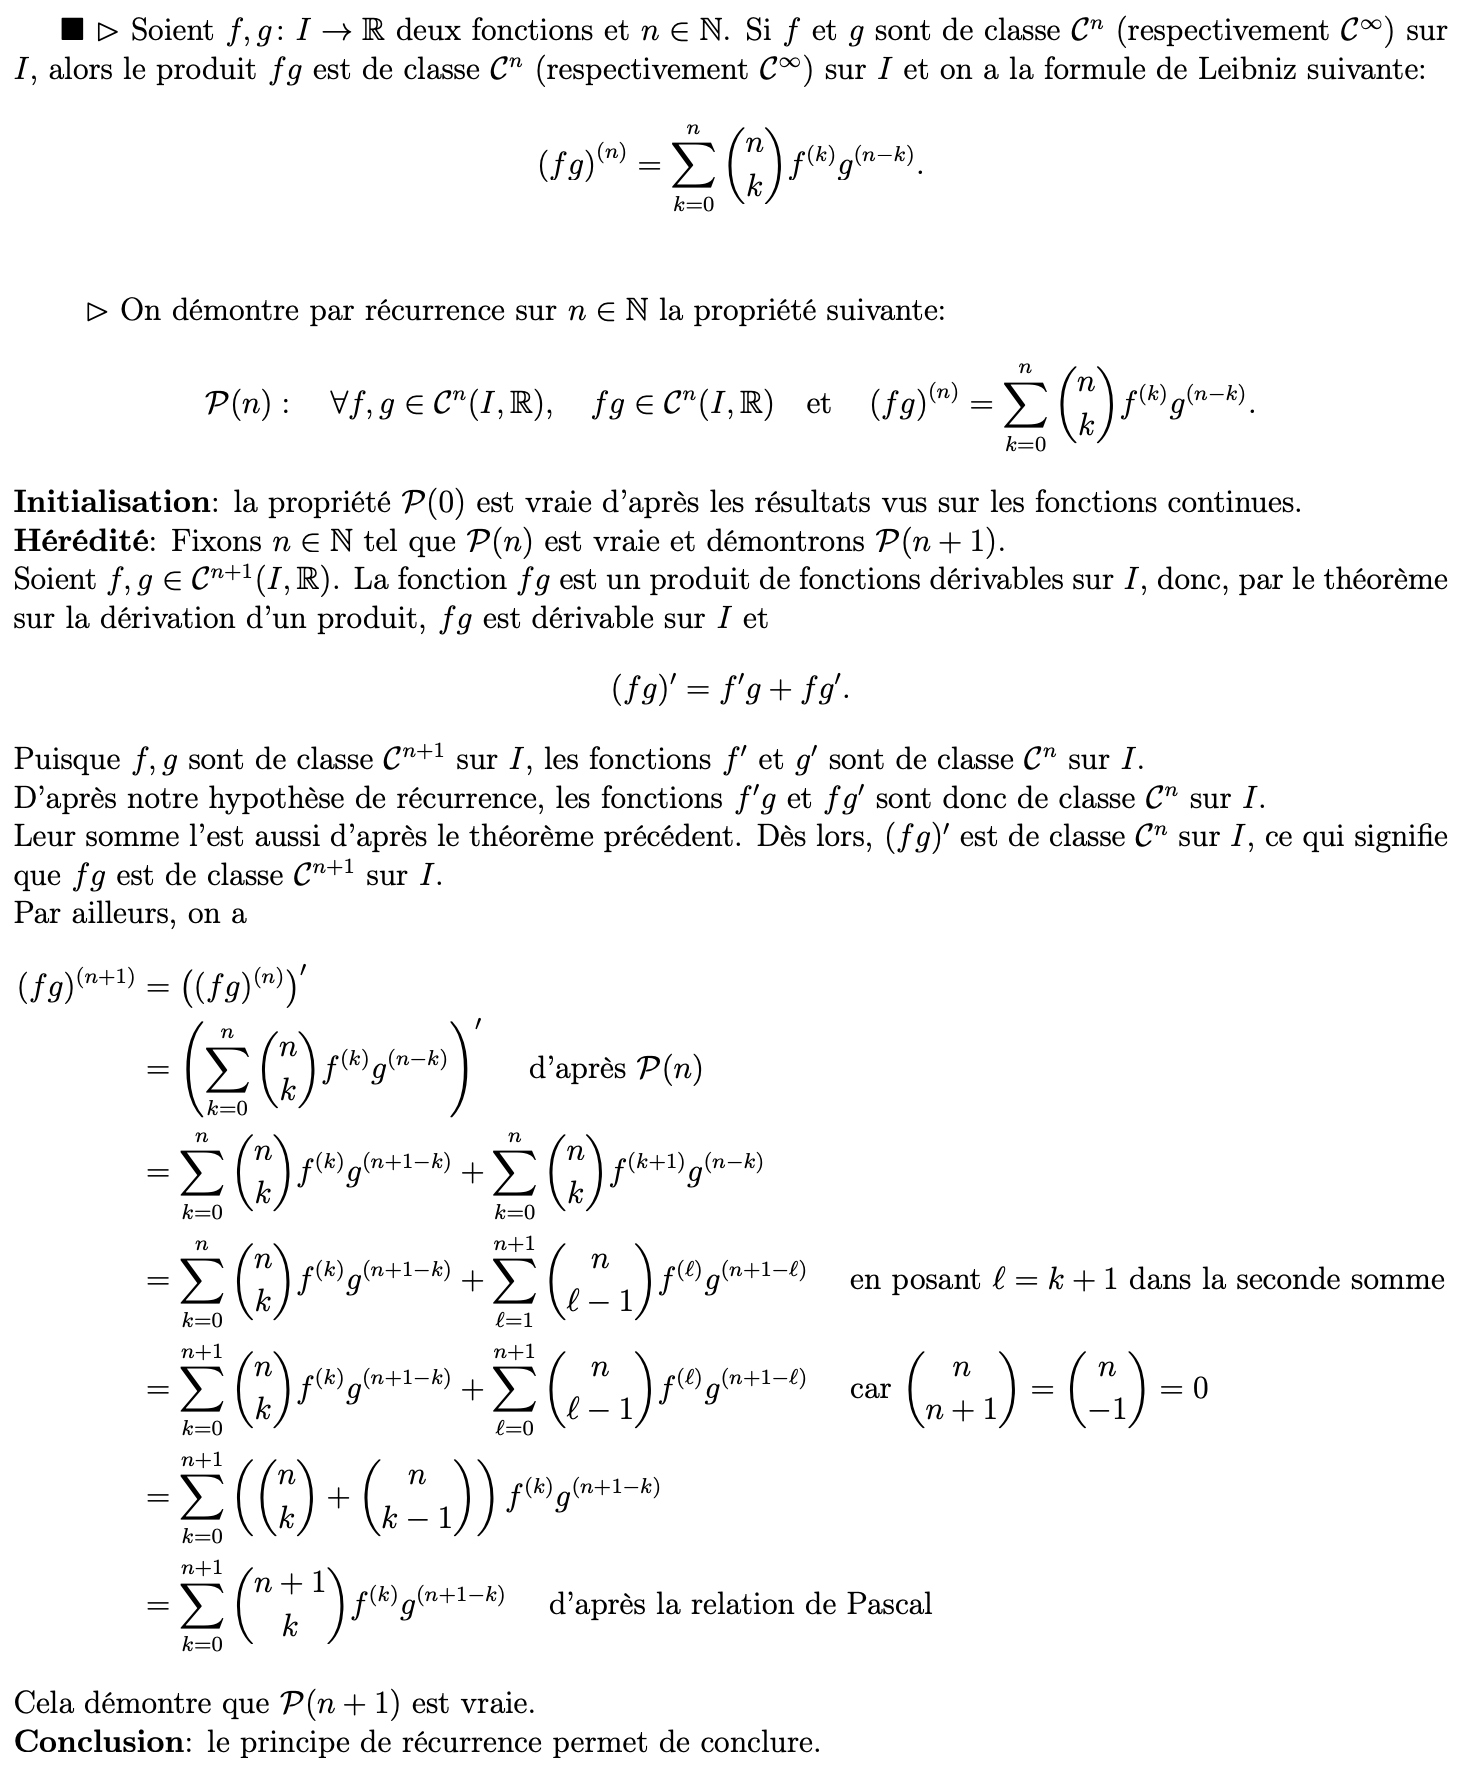 ■ ▷ Soient $f, g\colon I \to \mathbb{R}$ deux fonctions et $n \in \mathbb{N}$. Si $f$ et $g$ sont de classe $\mathcal{C}^n$ (respectivement $\mathcal{C}^\infty$) sur
$I$, alors le produit $fg$ est de classe $\mathcal{C}^n$ (respectivement $\mathcal{C}^\infty$) sur $I$ et on a la formule de Leibniz suivante:
$(fg)^{(n)} = \sum_{k=0}^{n} \binom{n}{k} f^{(k)} g^{(n-k)}.$
▷ On démontre par récurrence sur $n \in \mathbb{N}$ la propriété suivante:
$\mathcal{P}(n) : \quad \forall f, g \in \mathcal{C}^n(I, \mathbb{R}), \quad fg \in \mathcal{C}^n(I, \mathbb{R}) \quad \text{et} \quad (fg)^{(n)} = \sum_{k=0}^{n} \binom{n}{k} f^{(k)} g^{(n-k)}.$
Initialisation: la propriété $\mathcal{P}(0)$ est vraie d'après les résultats vus sur les fonctions continues.
Hérédité: Fixons $n \in \mathbb{N}$ tel que $\mathcal{P}(n)$ est vraie et démontrons $\mathcal{P}(n+1)$.
Soient $f, g \in \mathcal{C}^{n+1}(I, \mathbb{R})$. La fonction $fg$ est un produit de fonctions dérivables sur $I$, donc, par le théorème
sur la dérivation d'un produit, $fg$ est dérivable sur $I$ et
$(fg)' = f'g + fg'.$
Puisque $f, g$ sont de classe $\mathcal{C}^{n+1}$ sur $I$, les fonctions $f'$ et $g'$ sont de classe $\mathcal{C}^n$ sur $I$.
D'après notre hypothèse de récurrence, les fonctions $f'g$ et $fg'$ sont donc de classe $\mathcal{C}^n$ sur $I$.
Leur somme l'est aussi d'après le théorème précédent. Dès lors, $(fg)'$ est de classe $\mathcal{C}^n$ sur $I$, ce qui signifie
que $fg$ est de classe $\mathcal{C}^{n+1}$ sur $I$.
Par ailleurs, on a
$(fg)^{(n+1)} = \left((fg)^{(n)}\right)'$
$= \left(\sum_{k=0}^{n} \binom{n}{k} f^{(k)} g^{(n-k)}\right)' \quad \text{d'après } \mathcal{P}(n)$
$= \sum_{k=0}^{n} \binom{n}{k} f^{(k)} g^{(n+1-k)} + \sum_{k=0}^{n} \binom{n}{k} f^{(k+1)} g^{(n-k)}$
$= \sum_{k=0}^{n} \binom{n}{k} f^{(k)} g^{(n+1-k)} + \sum_{\ell=1}^{n+1} \binom{n}{\ell-1} f^{(\ell)} g^{(n+1-\ell)} \quad \text{en posant } \ell = k+1 \text{ dans la seconde somme}$
$= \sum_{k=0}^{n+1} \binom{n}{k} f^{(k)} g^{(n+1-k)} + \sum_{\ell=0}^{n+1} \binom{n}{\ell-1} f^{(\ell)} g^{(n+1-\ell)} \quad \text{car } \binom{n}{n+1} = \binom{n}{-1} = 0$
$= \sum_{k=0}^{n+1} \left(\binom{n}{k} + \binom{n}{k-1}\right) f^{(k)} g^{(n+1-k)}$
$= \sum_{k=0}^{n+1} \binom{n+1}{k} f^{(k)} g^{(n+1-k)} \quad \text{d'après la relation de Pascal}$
Cela démontre que $\mathcal{P}(n+1)$ est vraie.
Conclusion: le principe de récurrence permet de conclure.